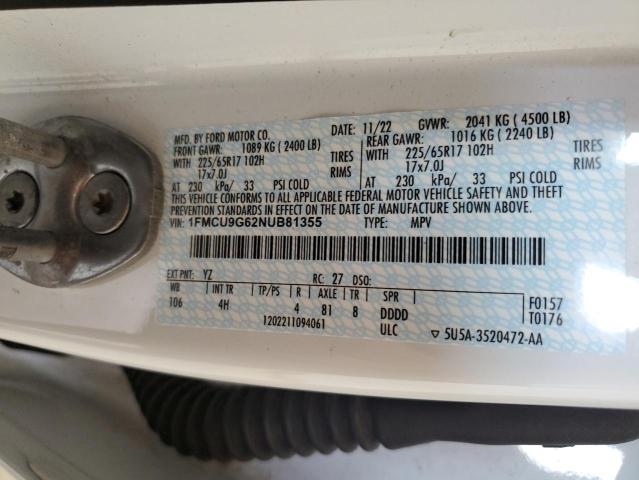 MFD. BY FORD MOTOR CO.
DATE: 11/22 GVWR: 2041 KG ( 4500 LB)
FRONT GAWR: 1089 KG ( 2400 LB)
REAR GAWR: 1016 KG ( 2240 LB)
WITH 225/65R17 102H TIRES
WITH 225/65R17 102H TIRES
17x7.0J RIMS
17x7.0J RIMS
AT 230 kPa/ 33 PSI COLD
AT 230 kPa/ 33 PSI COLD
THIS VEHICLE CONFORMS TO ALL APPLICABLE FEDERAL MOTOR VEHICLE SAFETY AND THEFT
PREVENTION STANDARDS IN EFFECT ON THE DATE OF MANUFACTURE SHOWN ABOVE.
VIN: 1FMCU9G62NUB81355 TYPE: MPV
EXT PNT: YZ RC: 27 DSO:
WB INT TR TP/PS R AXLE TR SPR
106 4H 4 81 8 DDDD
F0157
T0176
1202211094061 ULC 5U5A-3520472-AA